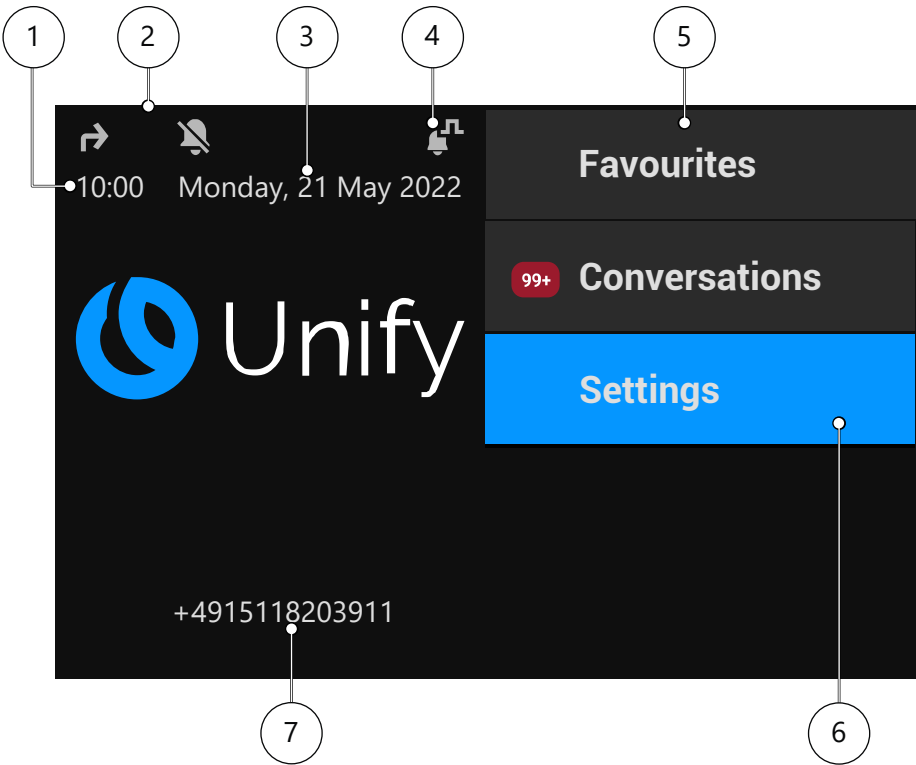 1 2 3 4 5
Favourites
10:00 Monday, 21 May 2022
99+ Conversations
Unify
Settings
+4915118203911
7 6